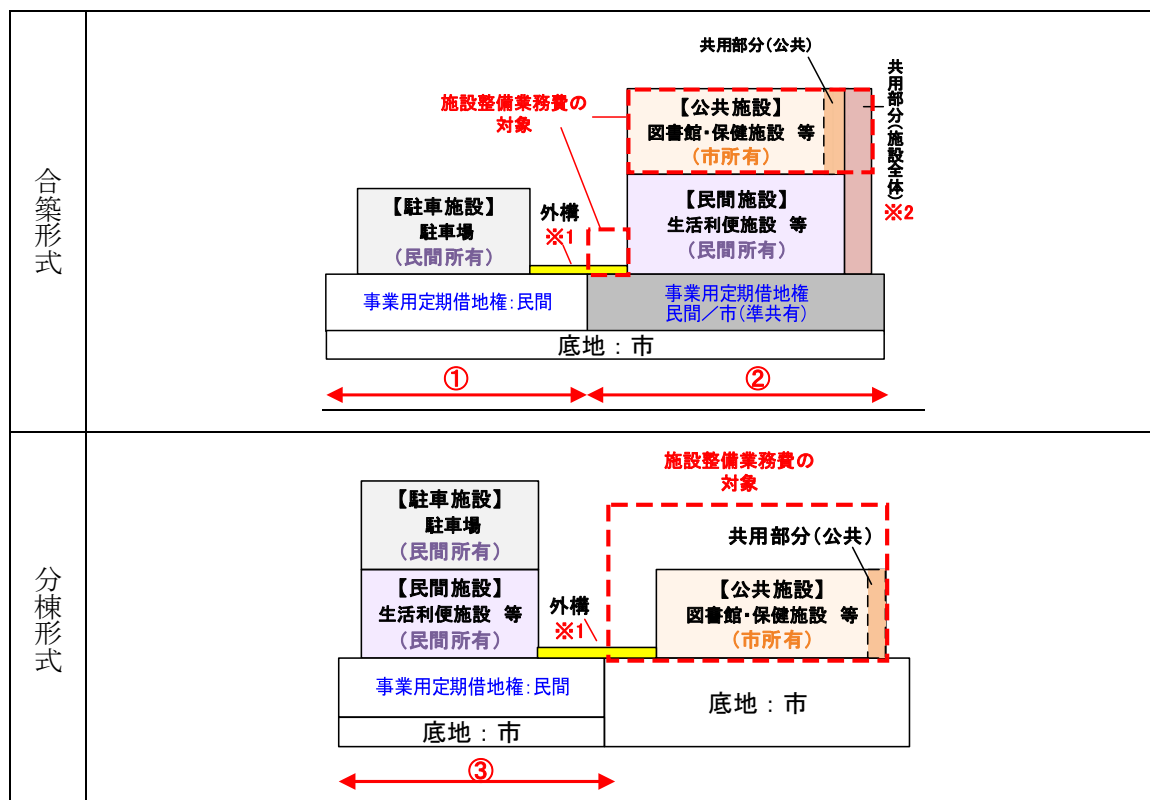 合築形式
共用部分(公共)
施設整備業務費の
対象
【公共施設】
図書館・保健施設 等
(市所有)
共用部分(施設全体)
※2
【駐車施設】
駐車場
(民間所有)
外構
※1
【民間施設】
生活利便施設 等
(民間所有)
事業用定期借地権:民間
事業用定期借地権
民間/市(準共有)
底地:市
①
②
分棟形式
施設整備業務費の
対象
【駐車施設】
駐車場
(民間所有)
共用部分(公共)
【民間施設】
生活利便施設 等
(民間所有)
外構
※1
【公共施設】
図書館・保健施設 等
(市所有)
事業用定期借地権:民間
底地:市
底地:市
③